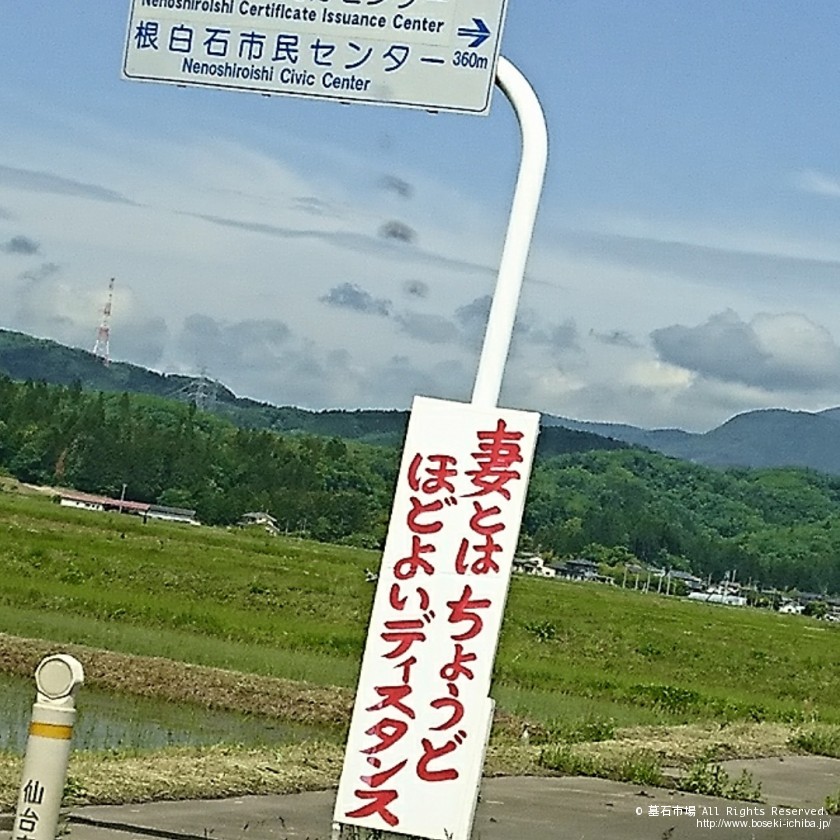 Nenoshiroishi Certificate Issuance Center
根白石市民センター
360m
Nenoshiroishi Civic Center
妻とは ちょうど
ほどよいディスタンス
仙台
© 墓石市場 All Rights Reserved.
http://www.boseki-ichiba.jp/